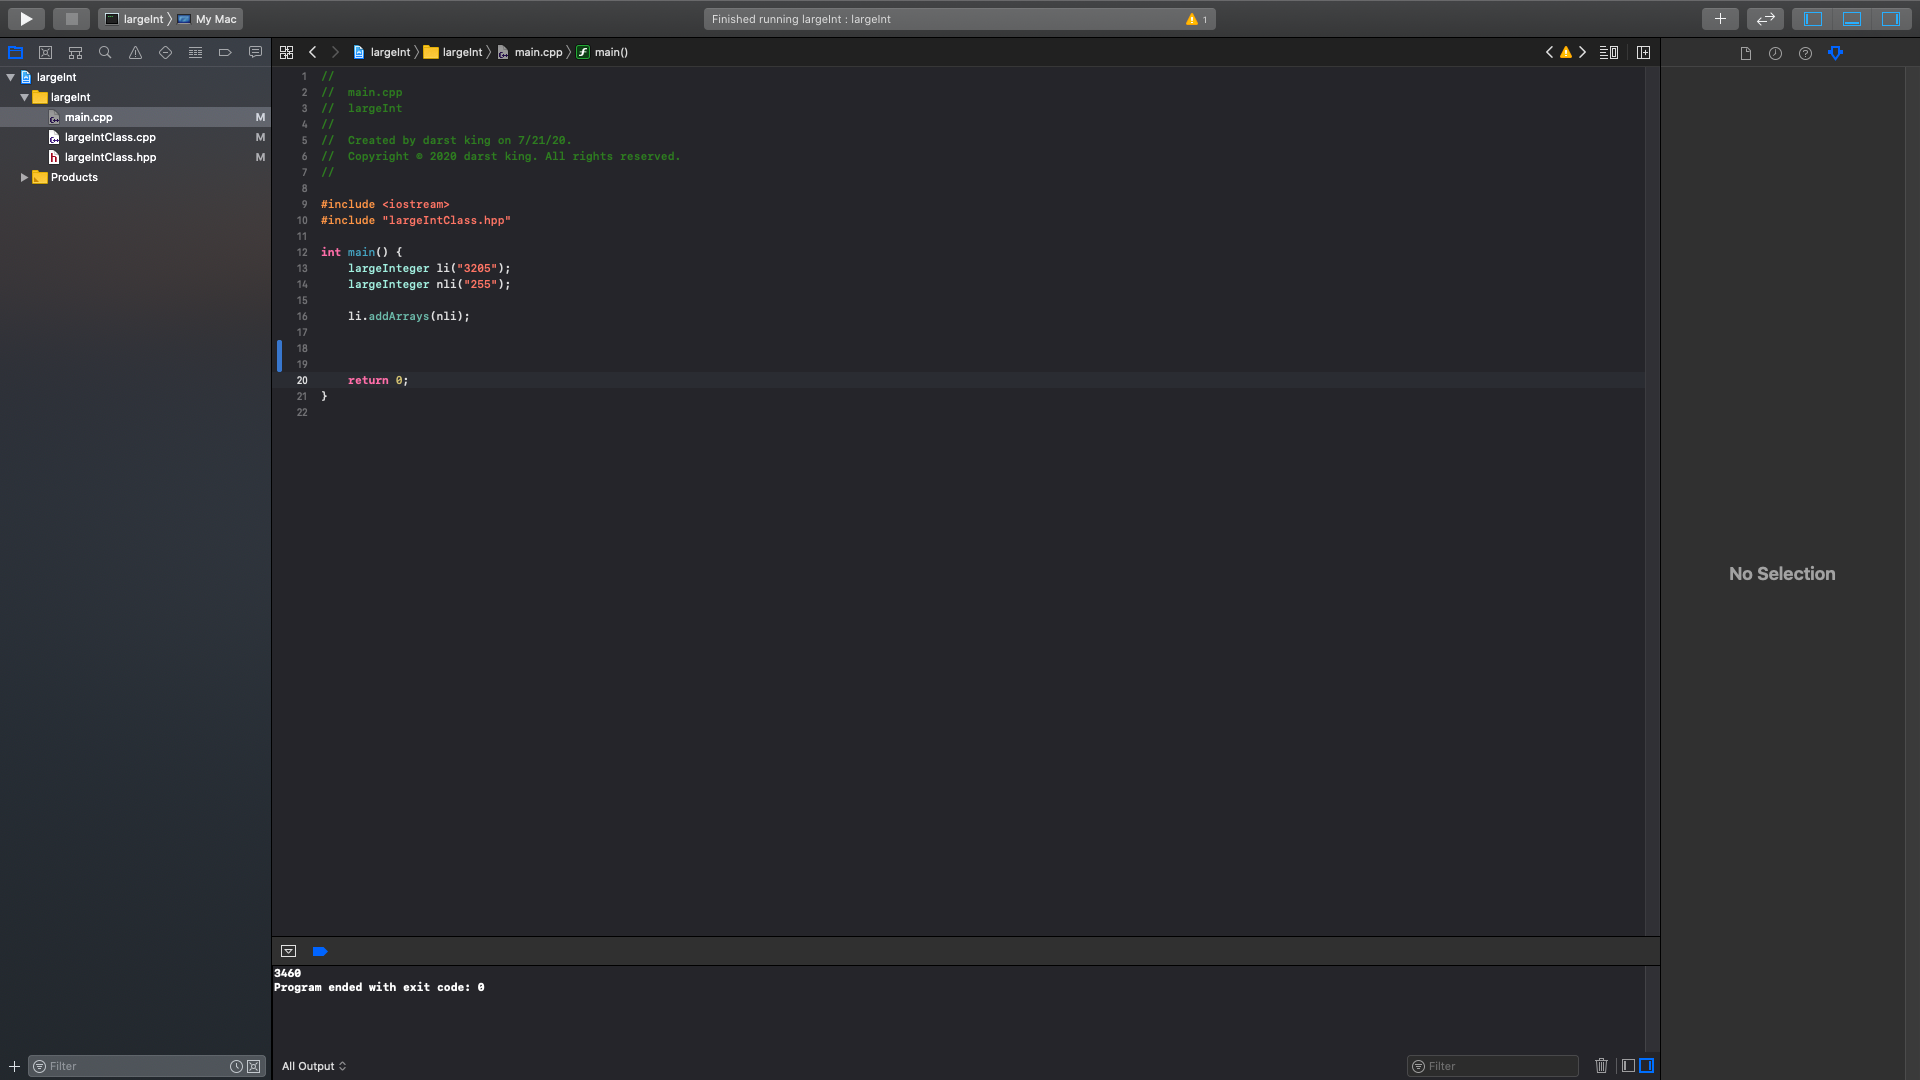 largeInt 〉 My Mac
Finished running largeInt : largeInt
1
largeInt 〉 largeInt 〉 main.cpp 〉 main()
largeInt
largeInt
main.cpp M
largeIntClass.cpp M
largeIntClass.hpp M
Products
1 //
2 //  main.cpp
3 //  largeInt
4 //
5 //  Created by darst king on 7/21/20.
6 //  Copyright © 2020 darst king. All rights reserved.
7 //
8
9 #include <iostream>
10 #include "largeIntClass.hpp"
11
12 int main() {
13     largeInteger li("3205");
14     largeInteger nli("255");
15
16     li.addArrays(nli);
17
18
19
20     return 0;
21 }
22
No Selection
3460
Program ended with exit code: 0
Filter
All Output
Filter